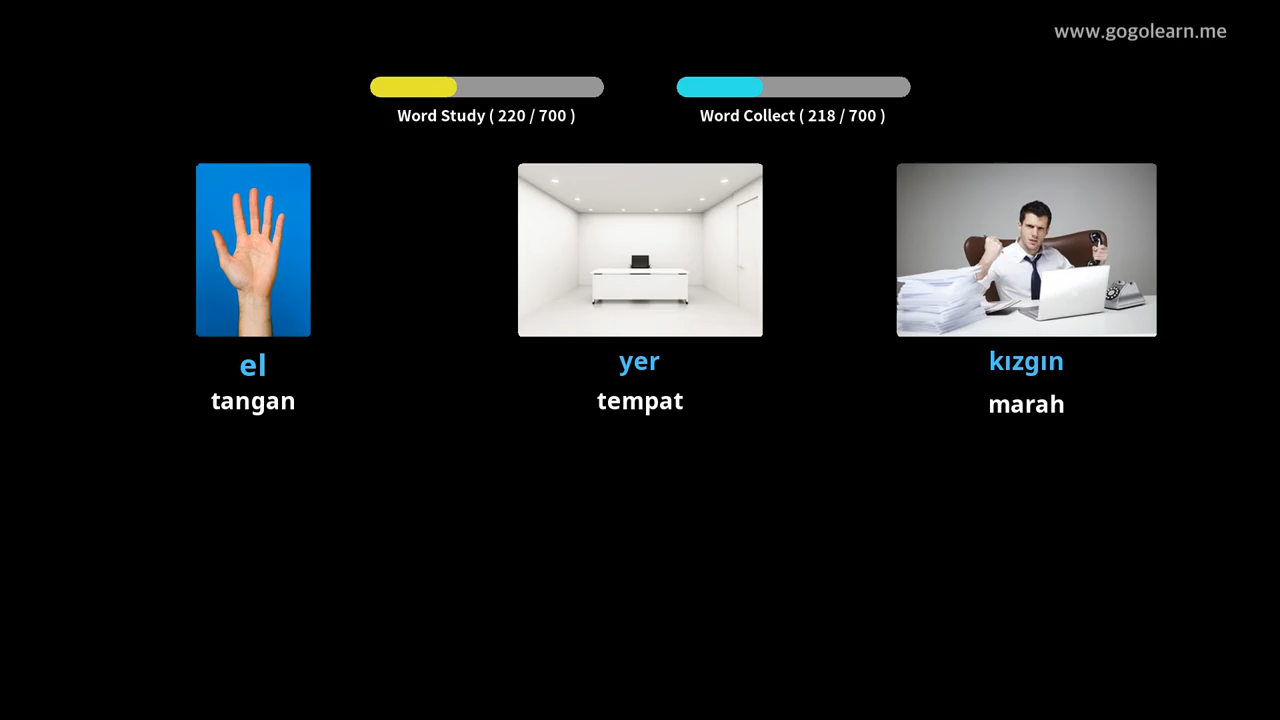 www.gogolearn.me
Word Study ( 220 / 700 )
Word Collect ( 218 / 700 )
el
tangan
yer
tempat
kızgın
marah